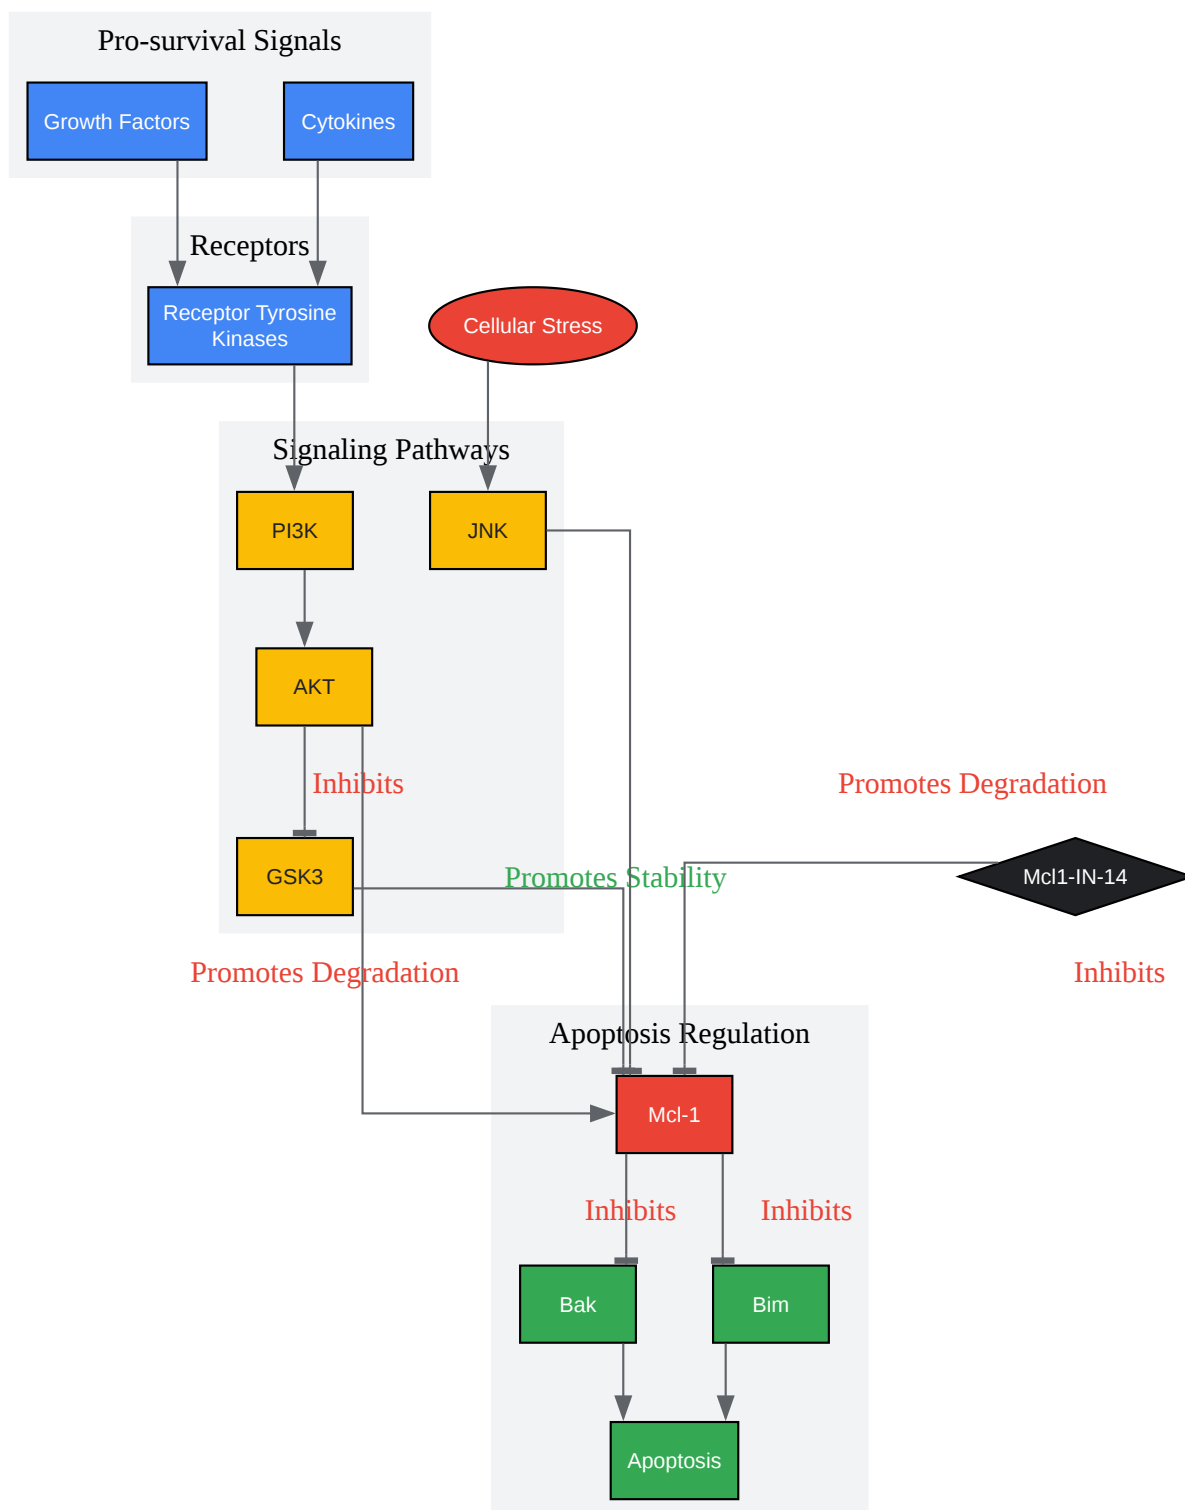 Pro-survival Signals
Growth Factors
Cytokines
Receptors
Receptor Tyrosine
Kinases
Cellular Stress
Signaling Pathways
PI3K
JNK
AKT
Inhibits
Promotes Degradation
GSK3
Promotes Stability
Mcl1-IN-14
Promotes Degradation
Inhibits
Apoptosis Regulation
Mcl-1
Inhibits
Inhibits
Bak
Bim
Apoptosis